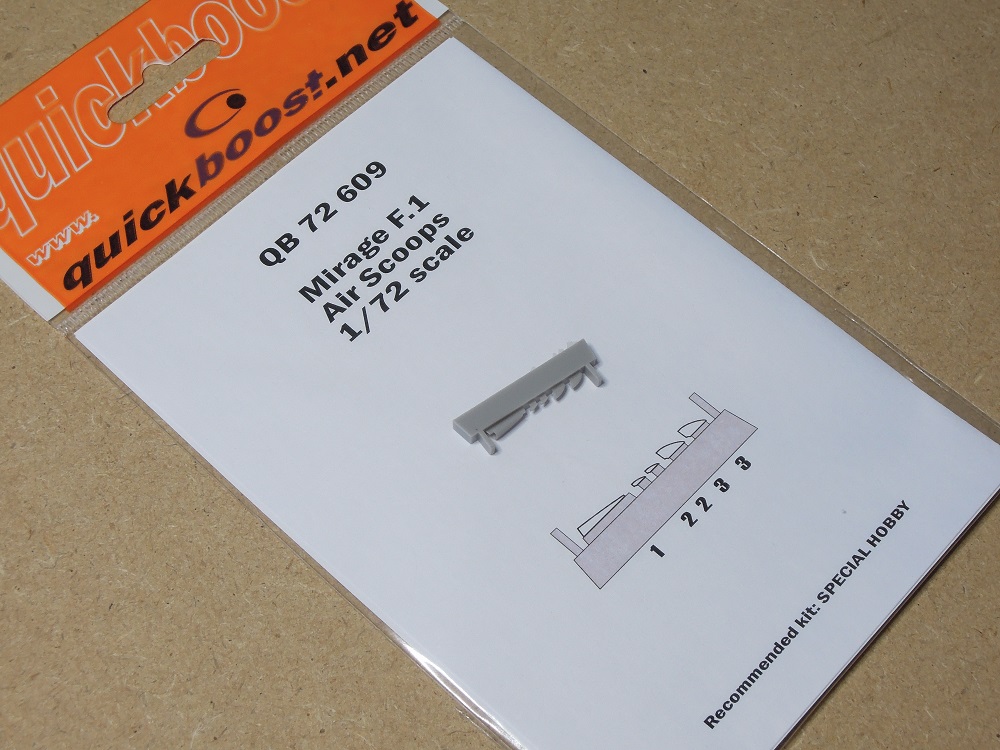 quickboost
www.
quickboost.net
QB 72 609
Mirage F.1
Air Scoops
1/72 scale
1 2 2 3 3
Recommended kit: SPECIAL HOBBY